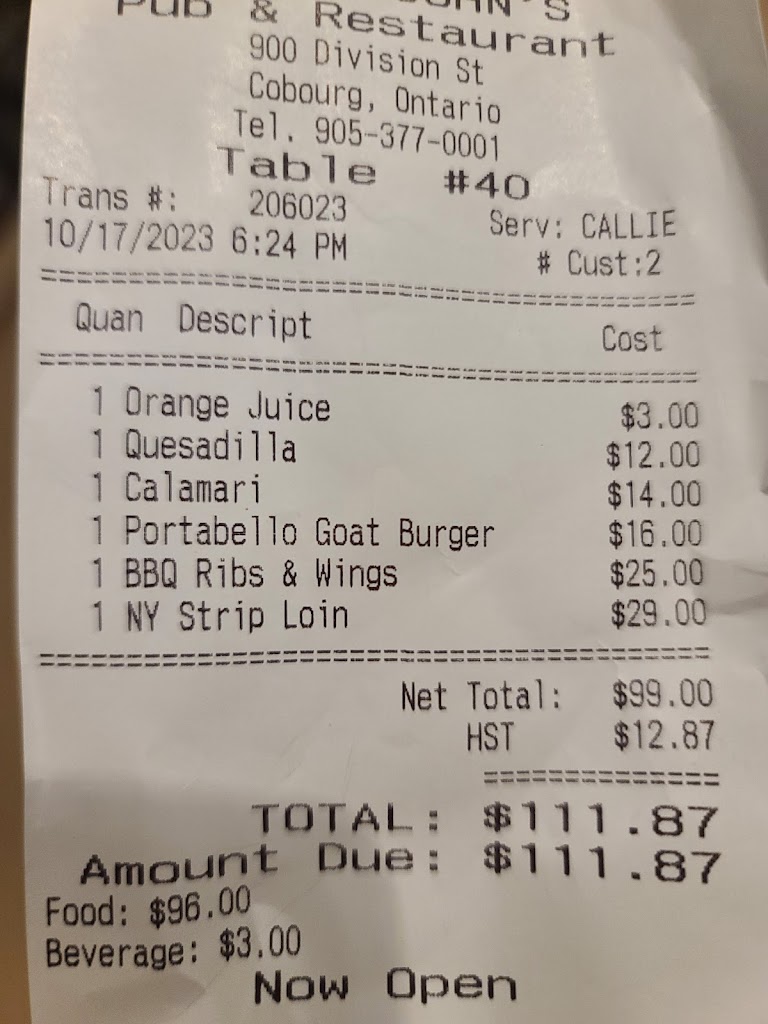 Pub & Restaurant
900 Division St
Cobourg, Ontario
Tel. 905-377-0001
Table #40
Trans #: 206023 Serv: CALLIE
10/17/2023 6:24 PM # Cust:2
Quan Descript Cost
1 Orange Juice $3.00
1 Quesadilla $12.00
1 Calamari $14.00
1 Portabello Goat Burger $16.00
1 BBQ Ribs & Wings $25.00
1 NY Strip Loin $29.00
Net Total: $99.00
HST $12.87
TOTAL: $111.87
Amount Due: $111.87
Food: $96.00
Beverage: $3.00
Now Open